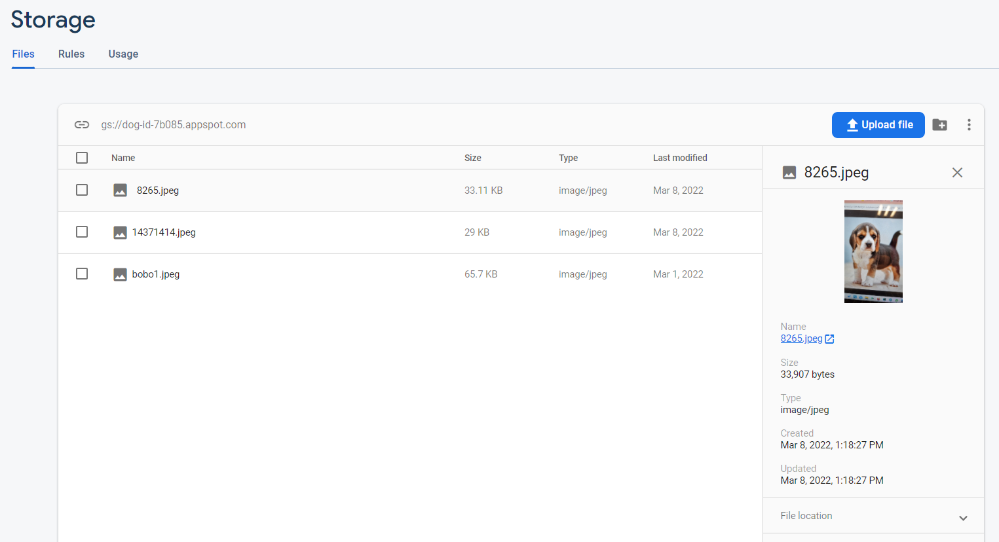 Storage
Files Rules Usage
gs://dog-id-7b085.appspot.com
Upload file
Name Size Type Last modified
8265.jpeg 33.11 KB image/jpeg Mar 8, 2022
14371414.jpeg 29 KB image/jpeg Mar 8, 2022
bobo1.jpeg 65.7 KB image/jpeg Mar 1, 2022
8265.jpeg
Name
8265.jpeg
Size
33,907 bytes
Type
image/jpeg
Created
Mar 8, 2022, 1:18:27 PM
Updated
Mar 8, 2022, 1:18:27 PM
File location